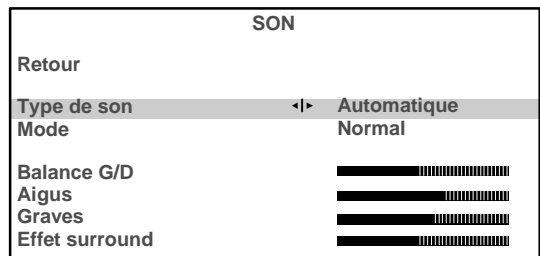 SON
Retour
Type de son Automatique
Mode Normal
Balance G/D
Aigus
Graves
Effet surround